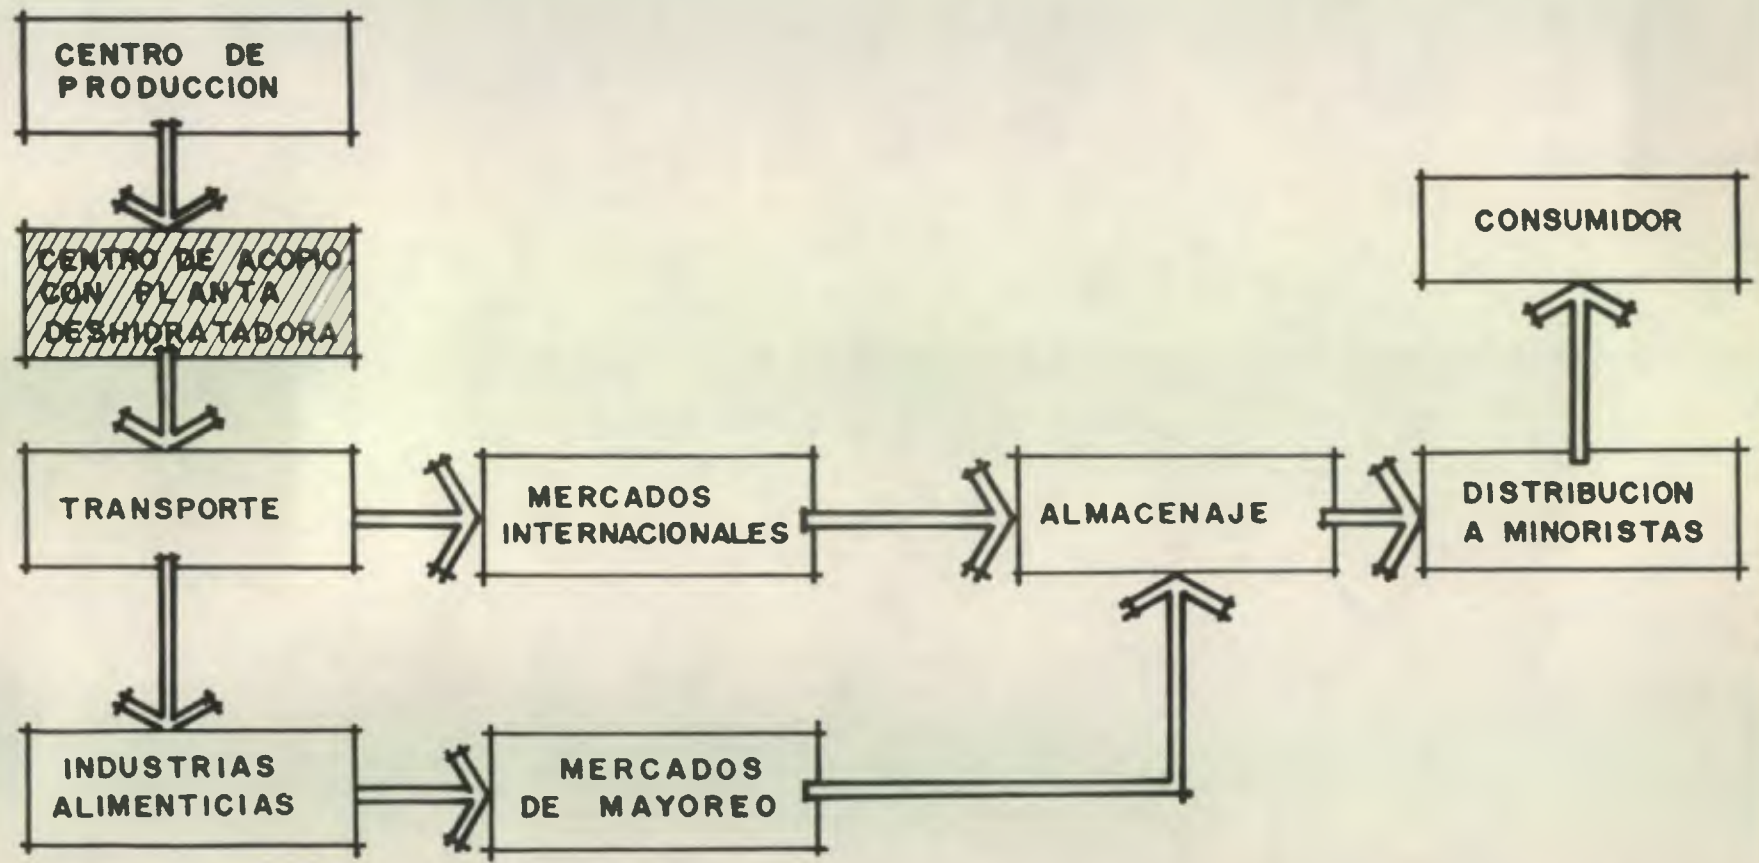 CENTRO DE
PRODUCCION
CENTRO DE ACOPIO
CON PLANTA
DESHIDRATADORA
TRANSPORTE
MERCADOS
INTERNACIONALES
ALMACENAJE
DISTRIBUCION
A MINORISTAS
CONSUMIDOR
INDUSTRIAS
ALIMENTICIAS
MERCADOS
DE MAYOREO